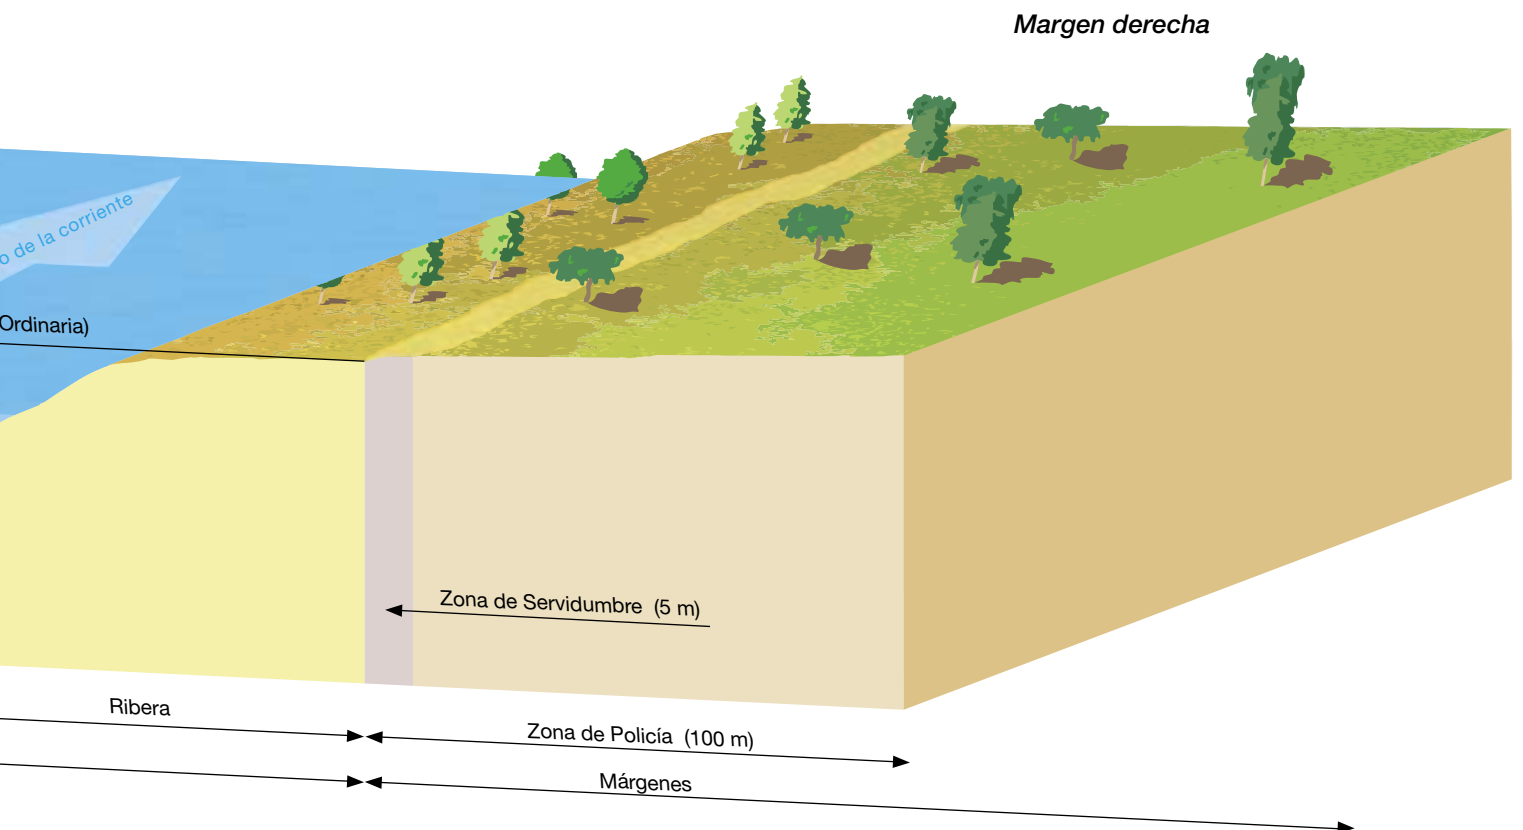 Margen derecha
o de la corriente
Ordinaria)
Zona de Servidumbre (5 m)
Ribera
Zona de Policía (100 m)
Márgenes